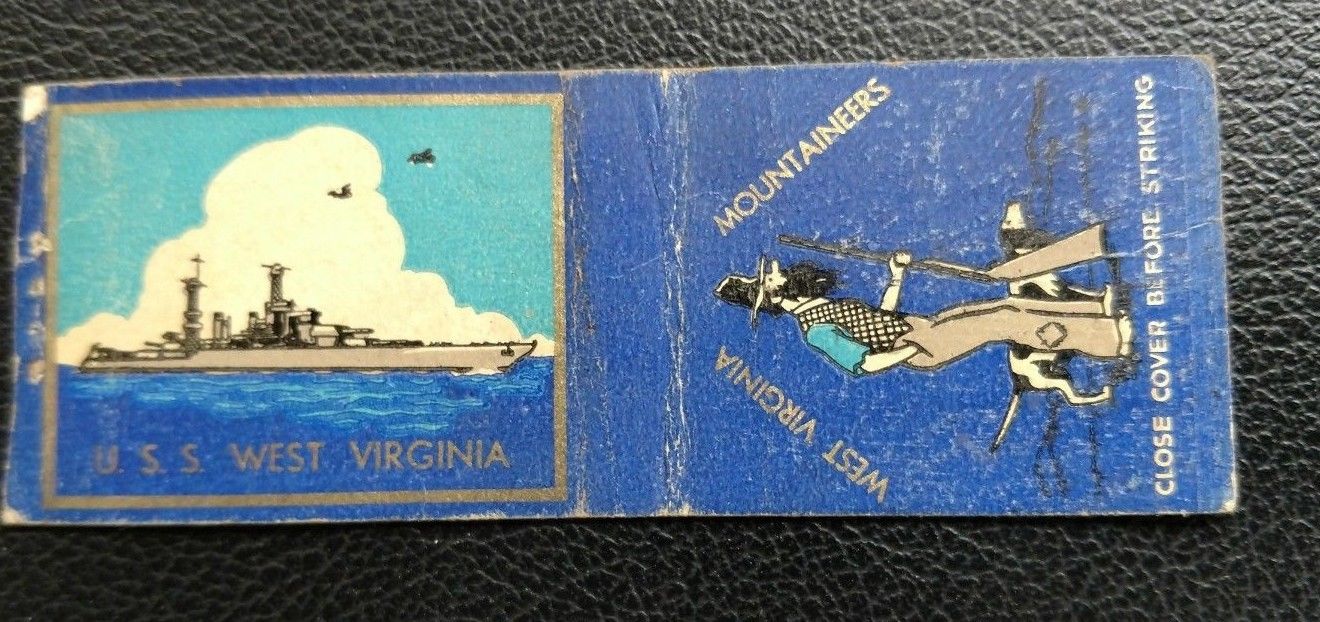 U. S. S. WEST VIRGINIA
WEST VIRGINIA
MOUNTAINEERS
CLOSE COVER BEFORE STRIKING